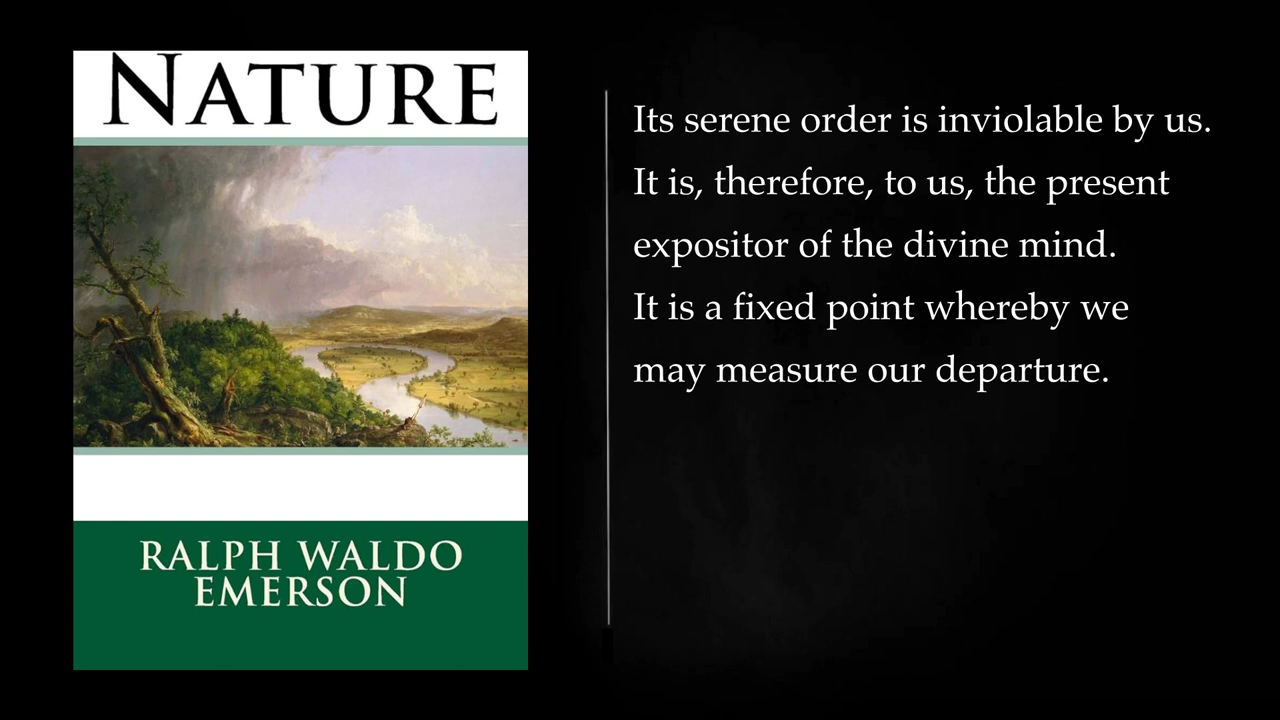 NATURE
RALPH WALDO
EMERSON
Its serene order is inviolable by us.
It is, therefore, to us, the present
expositor of the divine mind.
It is a fixed point whereby we
may measure our departure.